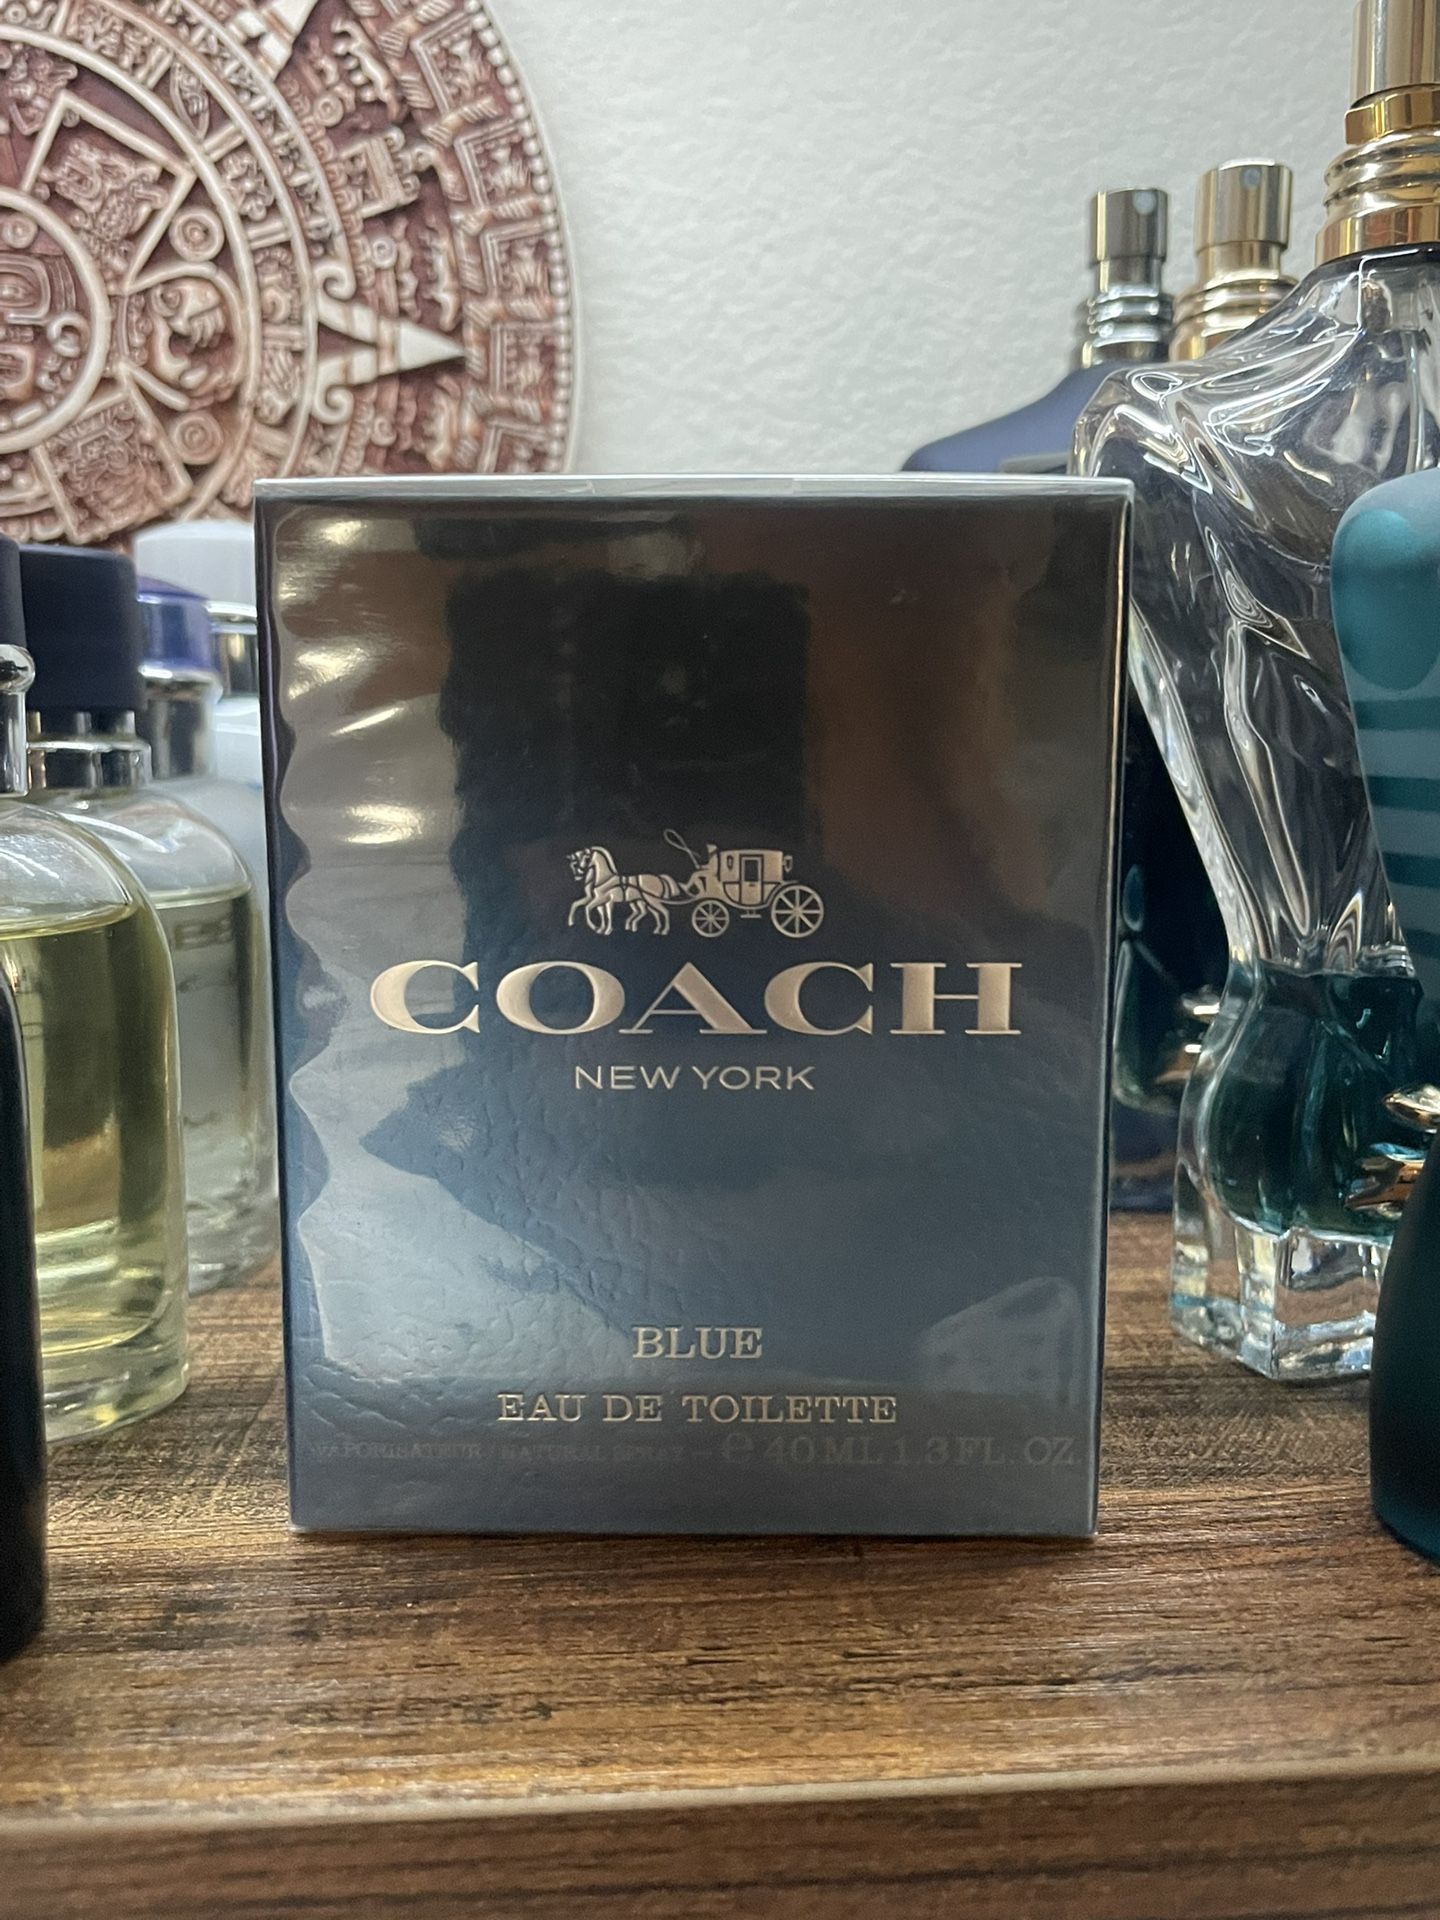 COACH
NEW YORK
BLUE
EAU DE TOILETTE
VAPORISATEUR / NATURAL SPRAY – ℮ 40 ML 1.3 FL. OZ.